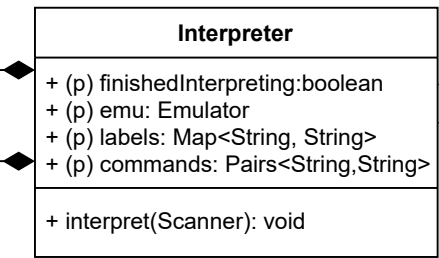 Interpreter
+ (p) finishedInterpreting:boolean
+ (p) emu: Emulator
+ (p) labels: Map<String, String>
+ (p) commands: Pairs<String,String>
+ interpret(Scanner): void